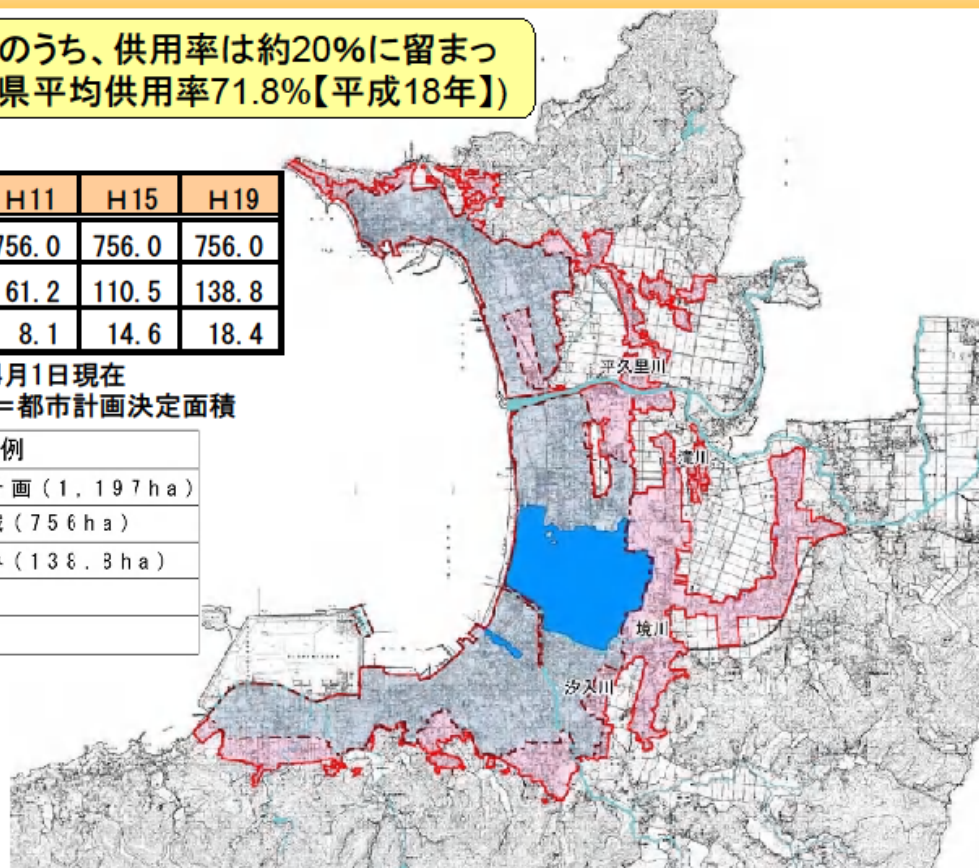 のうち、供用率は約20%に留まっ
県平均供用率71.8%【平成18年】)
H11 H15 H19
756.0 756.0 756.0
61.2 110.5 138.8
8.1 14.6 18.4
月1日現在
=都市計画決定面積
例
画(1,197ha)
(756ha)
(138.8ha)
平久里川
滝川
境川
汐入川